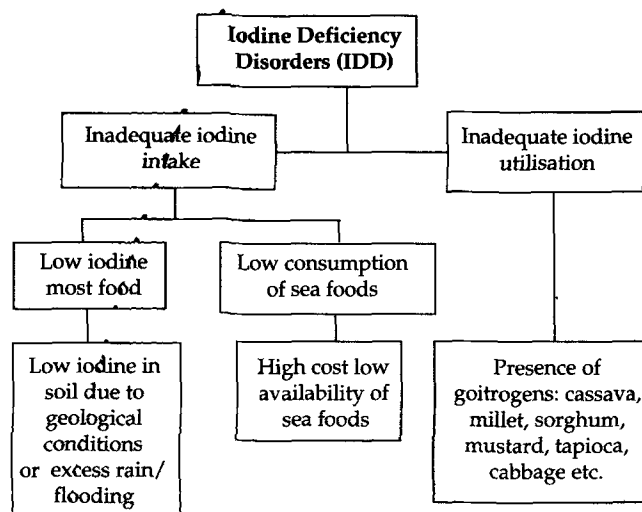 Iodine Deficiency
Disorders (IDD)
Inadequate iodine
intake
Inadequate iodine
utilisation
Low iodine
most food
Low consumption
of sea foods
Low iodine in
soil due to
geological
conditions
or excess rain/
flooding
High cost low
availability of
sea foods
Presence of
goitrogens: cassava,
millet, sorghum,
mustard, tapioca,
cabbage etc.